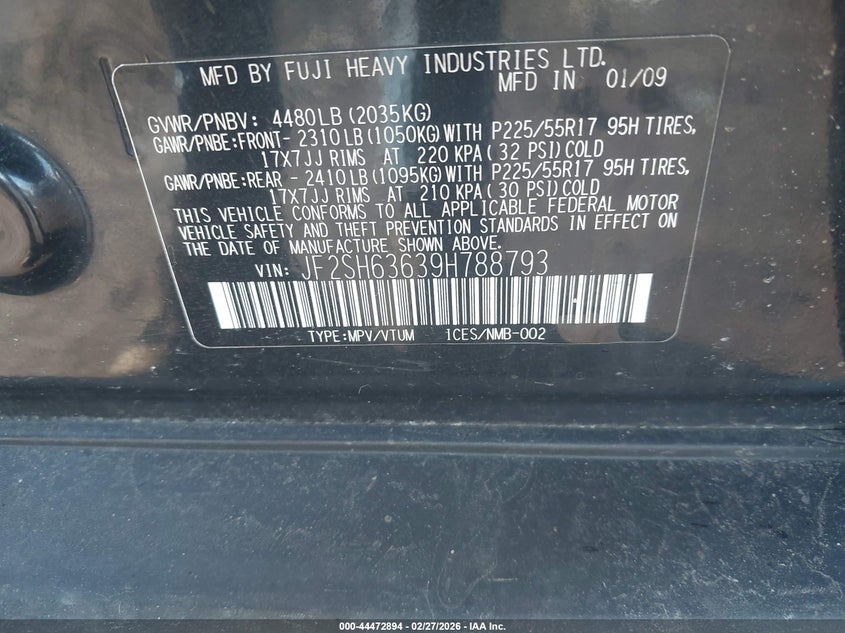 MFD BY FUJI HEAVY INDUSTRIES LTD.
MFD IN 01/09
GVWR/PNBV: 4480LB (2035KG)
GAWR/PNBE:FRONT- 2310LB (1050KG) WITH P225/55R17 95H TIRES,
17X7JJ RIMS AT 220 KPA ( 32 PSI) COLD
GAWR/PNBE:REAR - 2410LB (1095KG) WITH P225/55R17 95H TIRES,
17X7JJ RIMS AT 210 KPA ( 30 PSI) COLD
THIS VEHICLE CONFORMS TO ALL APPLICABLE FEDERAL MOTOR
VEHICLE SAFETY AND THEFT PREVENTION STANDARDS IN EFFECT ON
THE DATE OF MANUFACTURE SHOWN ABOVE.
VIN: JF2SH63639H788793
TYPE:MPV/VTUM ICES/NMB-002
000-44472894 - 02/27/2026 - IAA Inc.